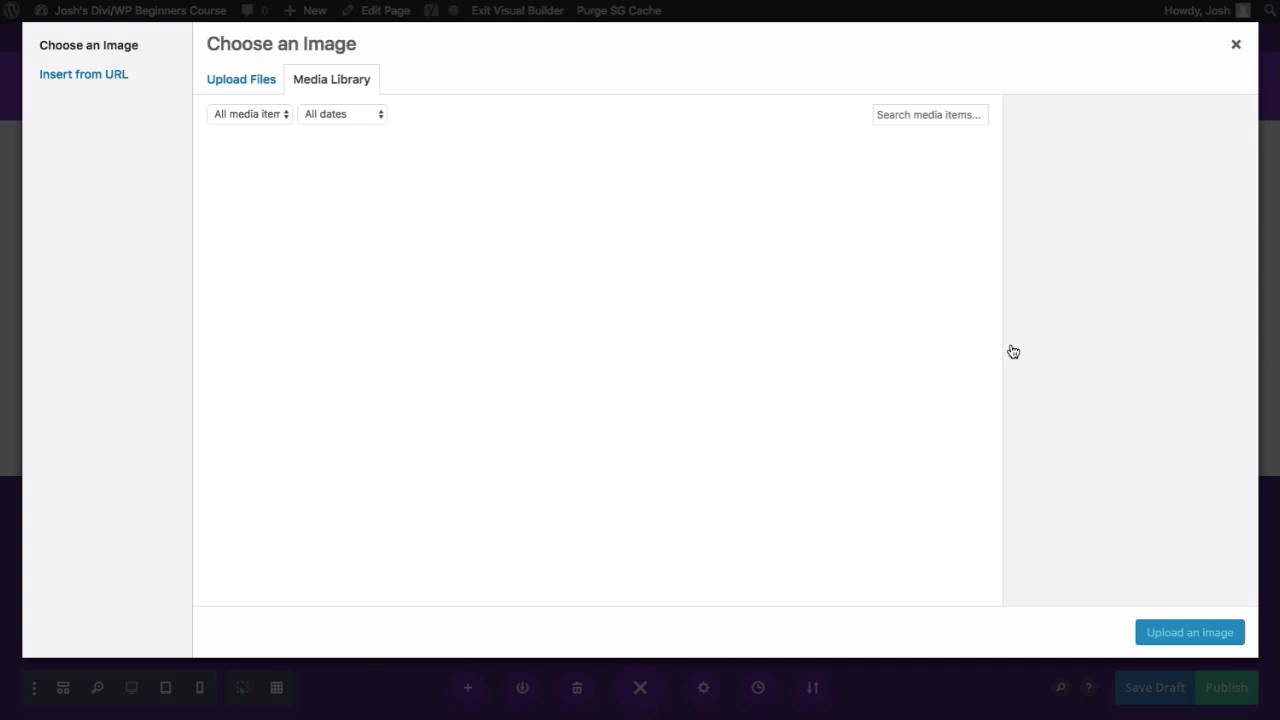 Josh's Divi/WP Beginners Course 0 New Edit Page Exit Visual Builder Purge SG Cache Howdy, Josh
Choose an Image
Insert from URL
Choose an Image
Upload Files Media Library
All media item All dates Search media items...
Upload an image
Save Draft Publish